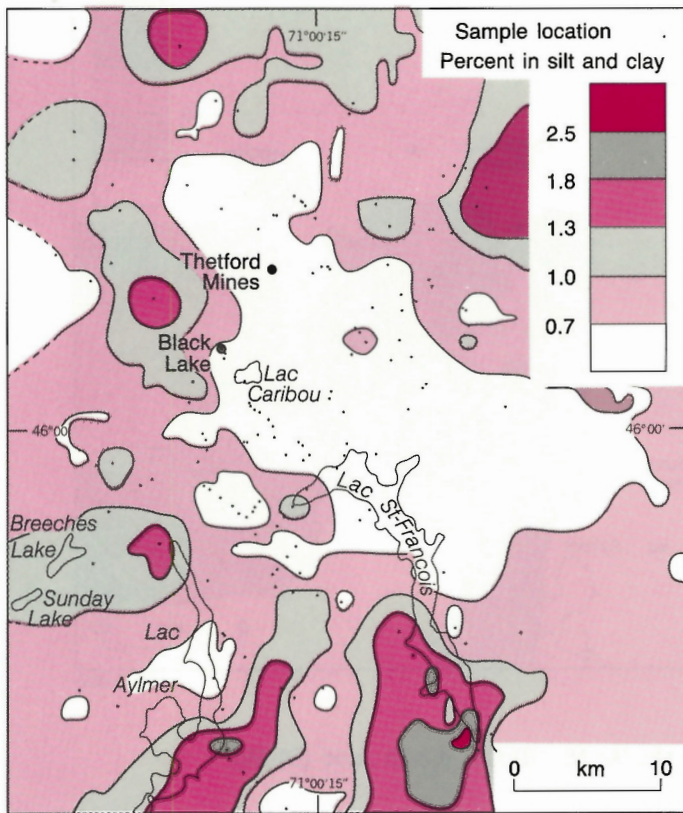 71°00'15"
Sample location
Percent in silt and clay
2.5
1.8
1.3
1.0
0.7
Thetford
Mines
Black
Lake
Lac
Caribou
46°00'
46°00'
Lac St-François
Breeches
Lake
Sunday
Lake
Lac
Aylmer
71°00'15"
0 km 10